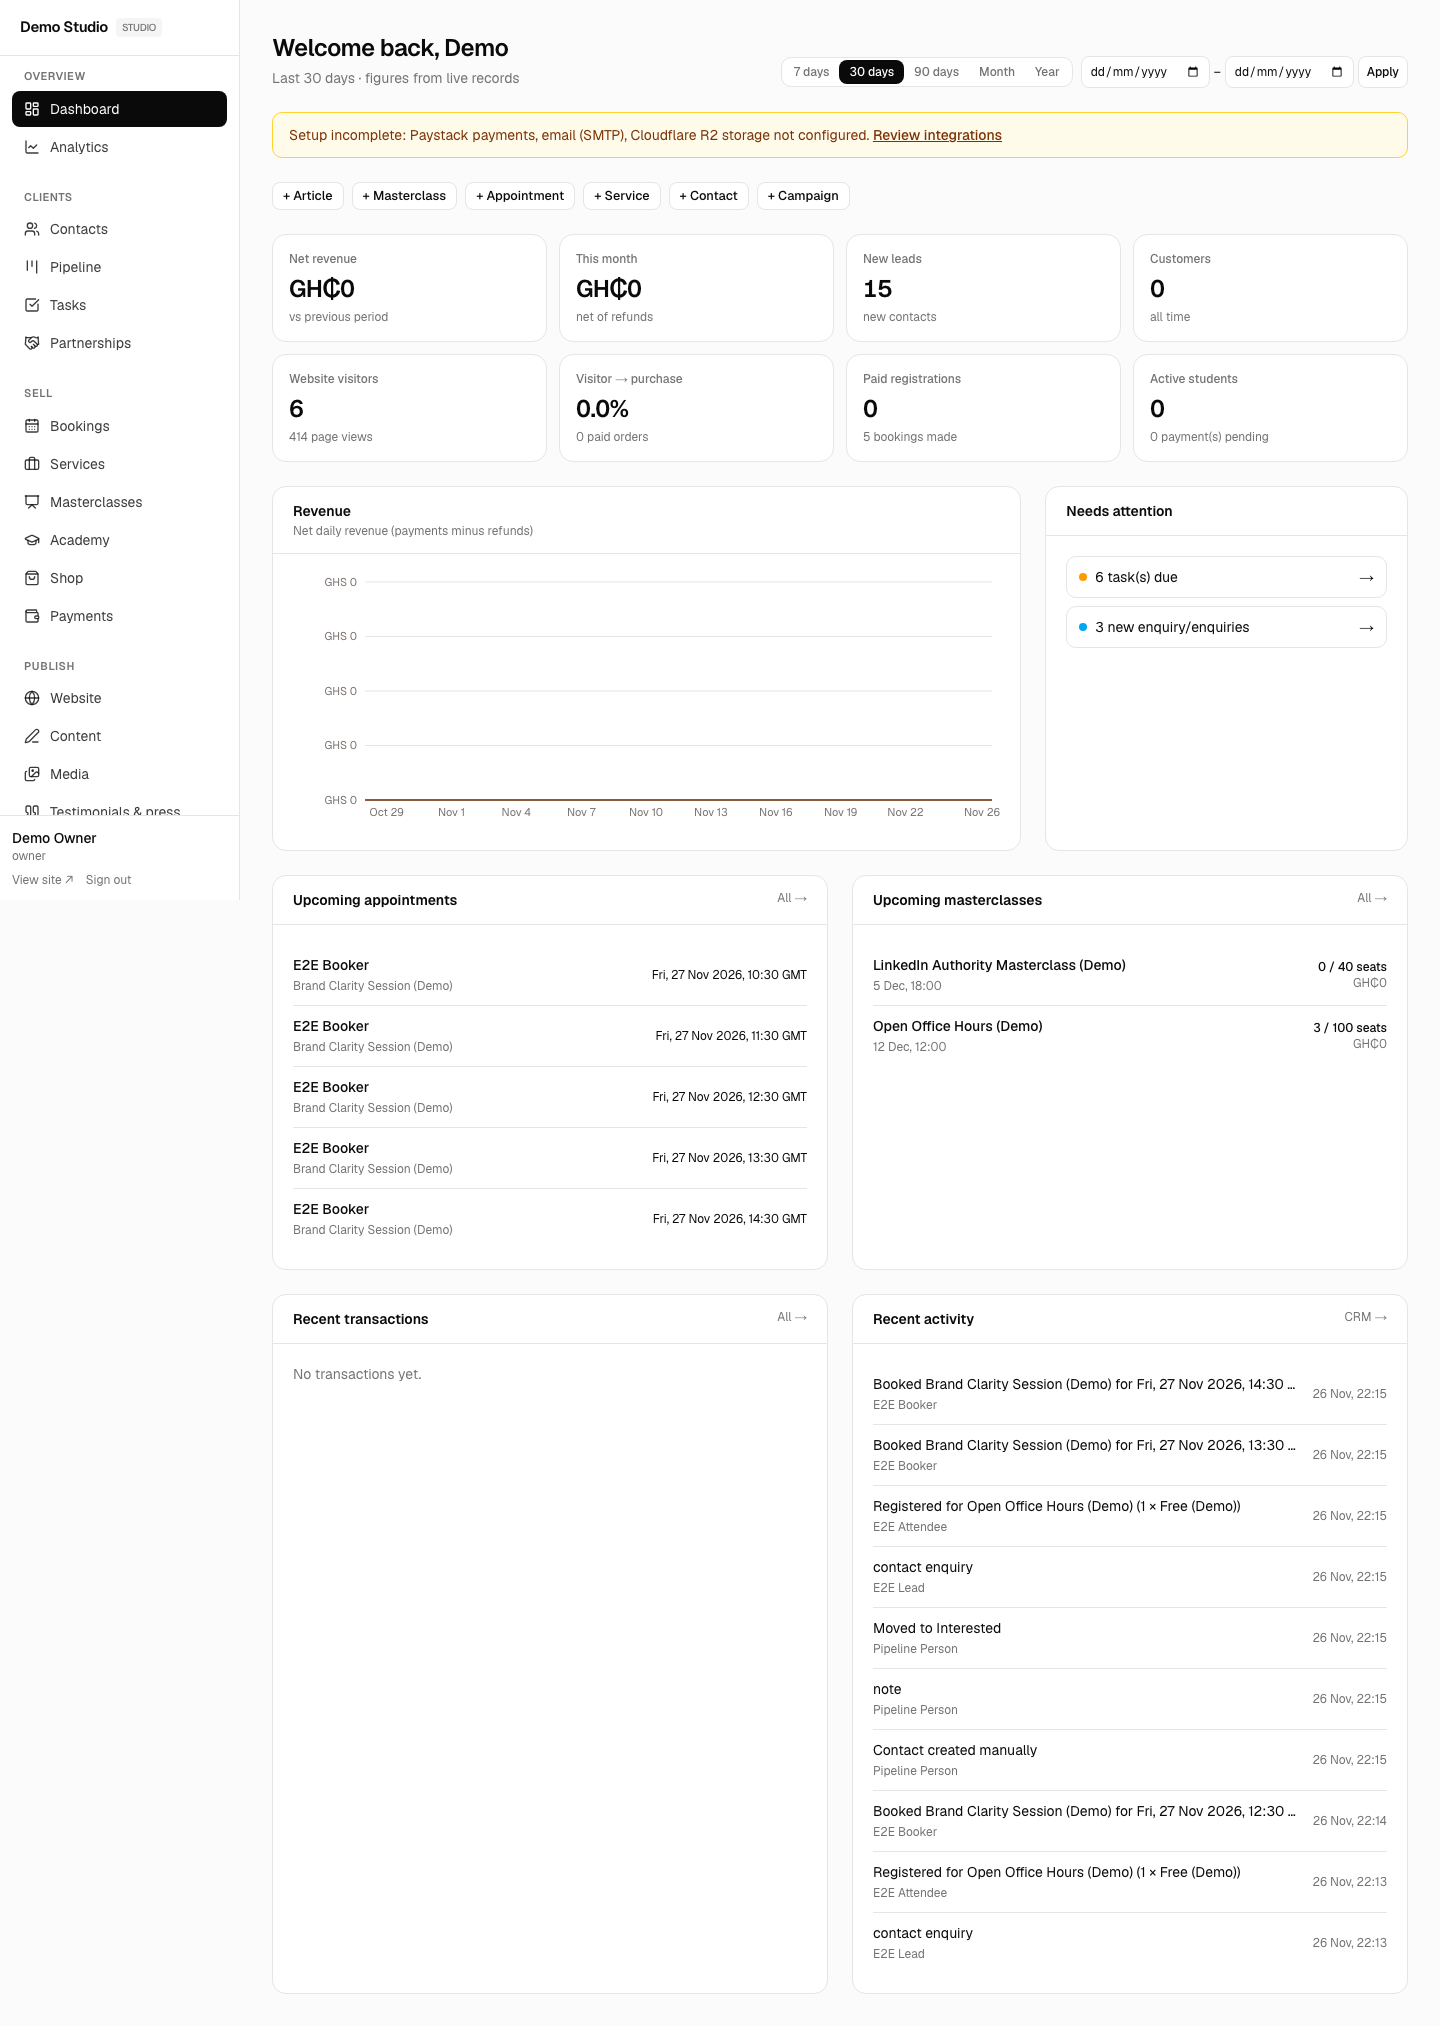 Demo Studio STUDIO
OVERVIEW
Dashboard
Analytics
CLIENTS
Contacts
Pipeline
Tasks
Partnerships
SELL
Bookings
Services
Masterclasses
Academy
Shop
Payments
PUBLISH
Website
Content
Media
Testimonials & press
Demo Owner
owner
View site ↗ Sign out
Welcome back, Demo
Last 30 days · figures from live records
7 days 30 days 90 days Month Year dd/mm/yyyy – dd/mm/yyyy Apply
Setup incomplete: Paystack payments, email (SMTP), Cloudflare R2 storage not configured. Review integrations
+ Article + Masterclass + Appointment + Service + Contact + Campaign
Net revenue
GH₵0
vs previous period
This month
GH₵0
net of refunds
New leads
15
new contacts
Customers
0
all time
Website visitors
6
414 page views
Visitor → purchase
0.0%
0 paid orders
Paid registrations
0
5 bookings made
Active students
0
0 payment(s) pending
Revenue
Net daily revenue (payments minus refunds)
GHS 0
GHS 0
GHS 0
GHS 0
GHS 0
Oct 29 Nov 1 Nov 4 Nov 7 Nov 10 Nov 13 Nov 16 Nov 19 Nov 22 Nov 26
Needs attention
6 task(s) due →
3 new enquiry/enquiries →
Upcoming appointments All →
E2E Booker
Brand Clarity Session (Demo)
Fri, 27 Nov 2026, 10:30 GMT
E2E Booker
Brand Clarity Session (Demo)
Fri, 27 Nov 2026, 11:30 GMT
E2E Booker
Brand Clarity Session (Demo)
Fri, 27 Nov 2026, 12:30 GMT
E2E Booker
Brand Clarity Session (Demo)
Fri, 27 Nov 2026, 13:30 GMT
E2E Booker
Brand Clarity Session (Demo)
Fri, 27 Nov 2026, 14:30 GMT
Upcoming masterclasses All →
LinkedIn Authority Masterclass (Demo)
5 Dec, 18:00
0 / 40 seats
GH₵0
Open Office Hours (Demo)
12 Dec, 12:00
3 / 100 seats
GH₵0
Recent transactions All →
No transactions yet.
Recent activity CRM →
Booked Brand Clarity Session (Demo) for Fri, 27 Nov 2026, 14:30 ...
E2E Booker
26 Nov, 22:15
Booked Brand Clarity Session (Demo) for Fri, 27 Nov 2026, 13:30 ...
E2E Booker
26 Nov, 22:15
Registered for Open Office Hours (Demo) (1 × Free (Demo))
E2E Attendee
26 Nov, 22:15
contact enquiry
E2E Lead
26 Nov, 22:15
Moved to Interested
Pipeline Person
26 Nov, 22:15
note
Pipeline Person
26 Nov, 22:15
Contact created manually
Pipeline Person
26 Nov, 22:15
Booked Brand Clarity Session (Demo) for Fri, 27 Nov 2026, 12:30 ...
E2E Booker
26 Nov, 22:14
Registered for Open Office Hours (Demo) (1 × Free (Demo))
E2E Attendee
26 Nov, 22:13
contact enquiry
E2E Lead
26 Nov, 22:13